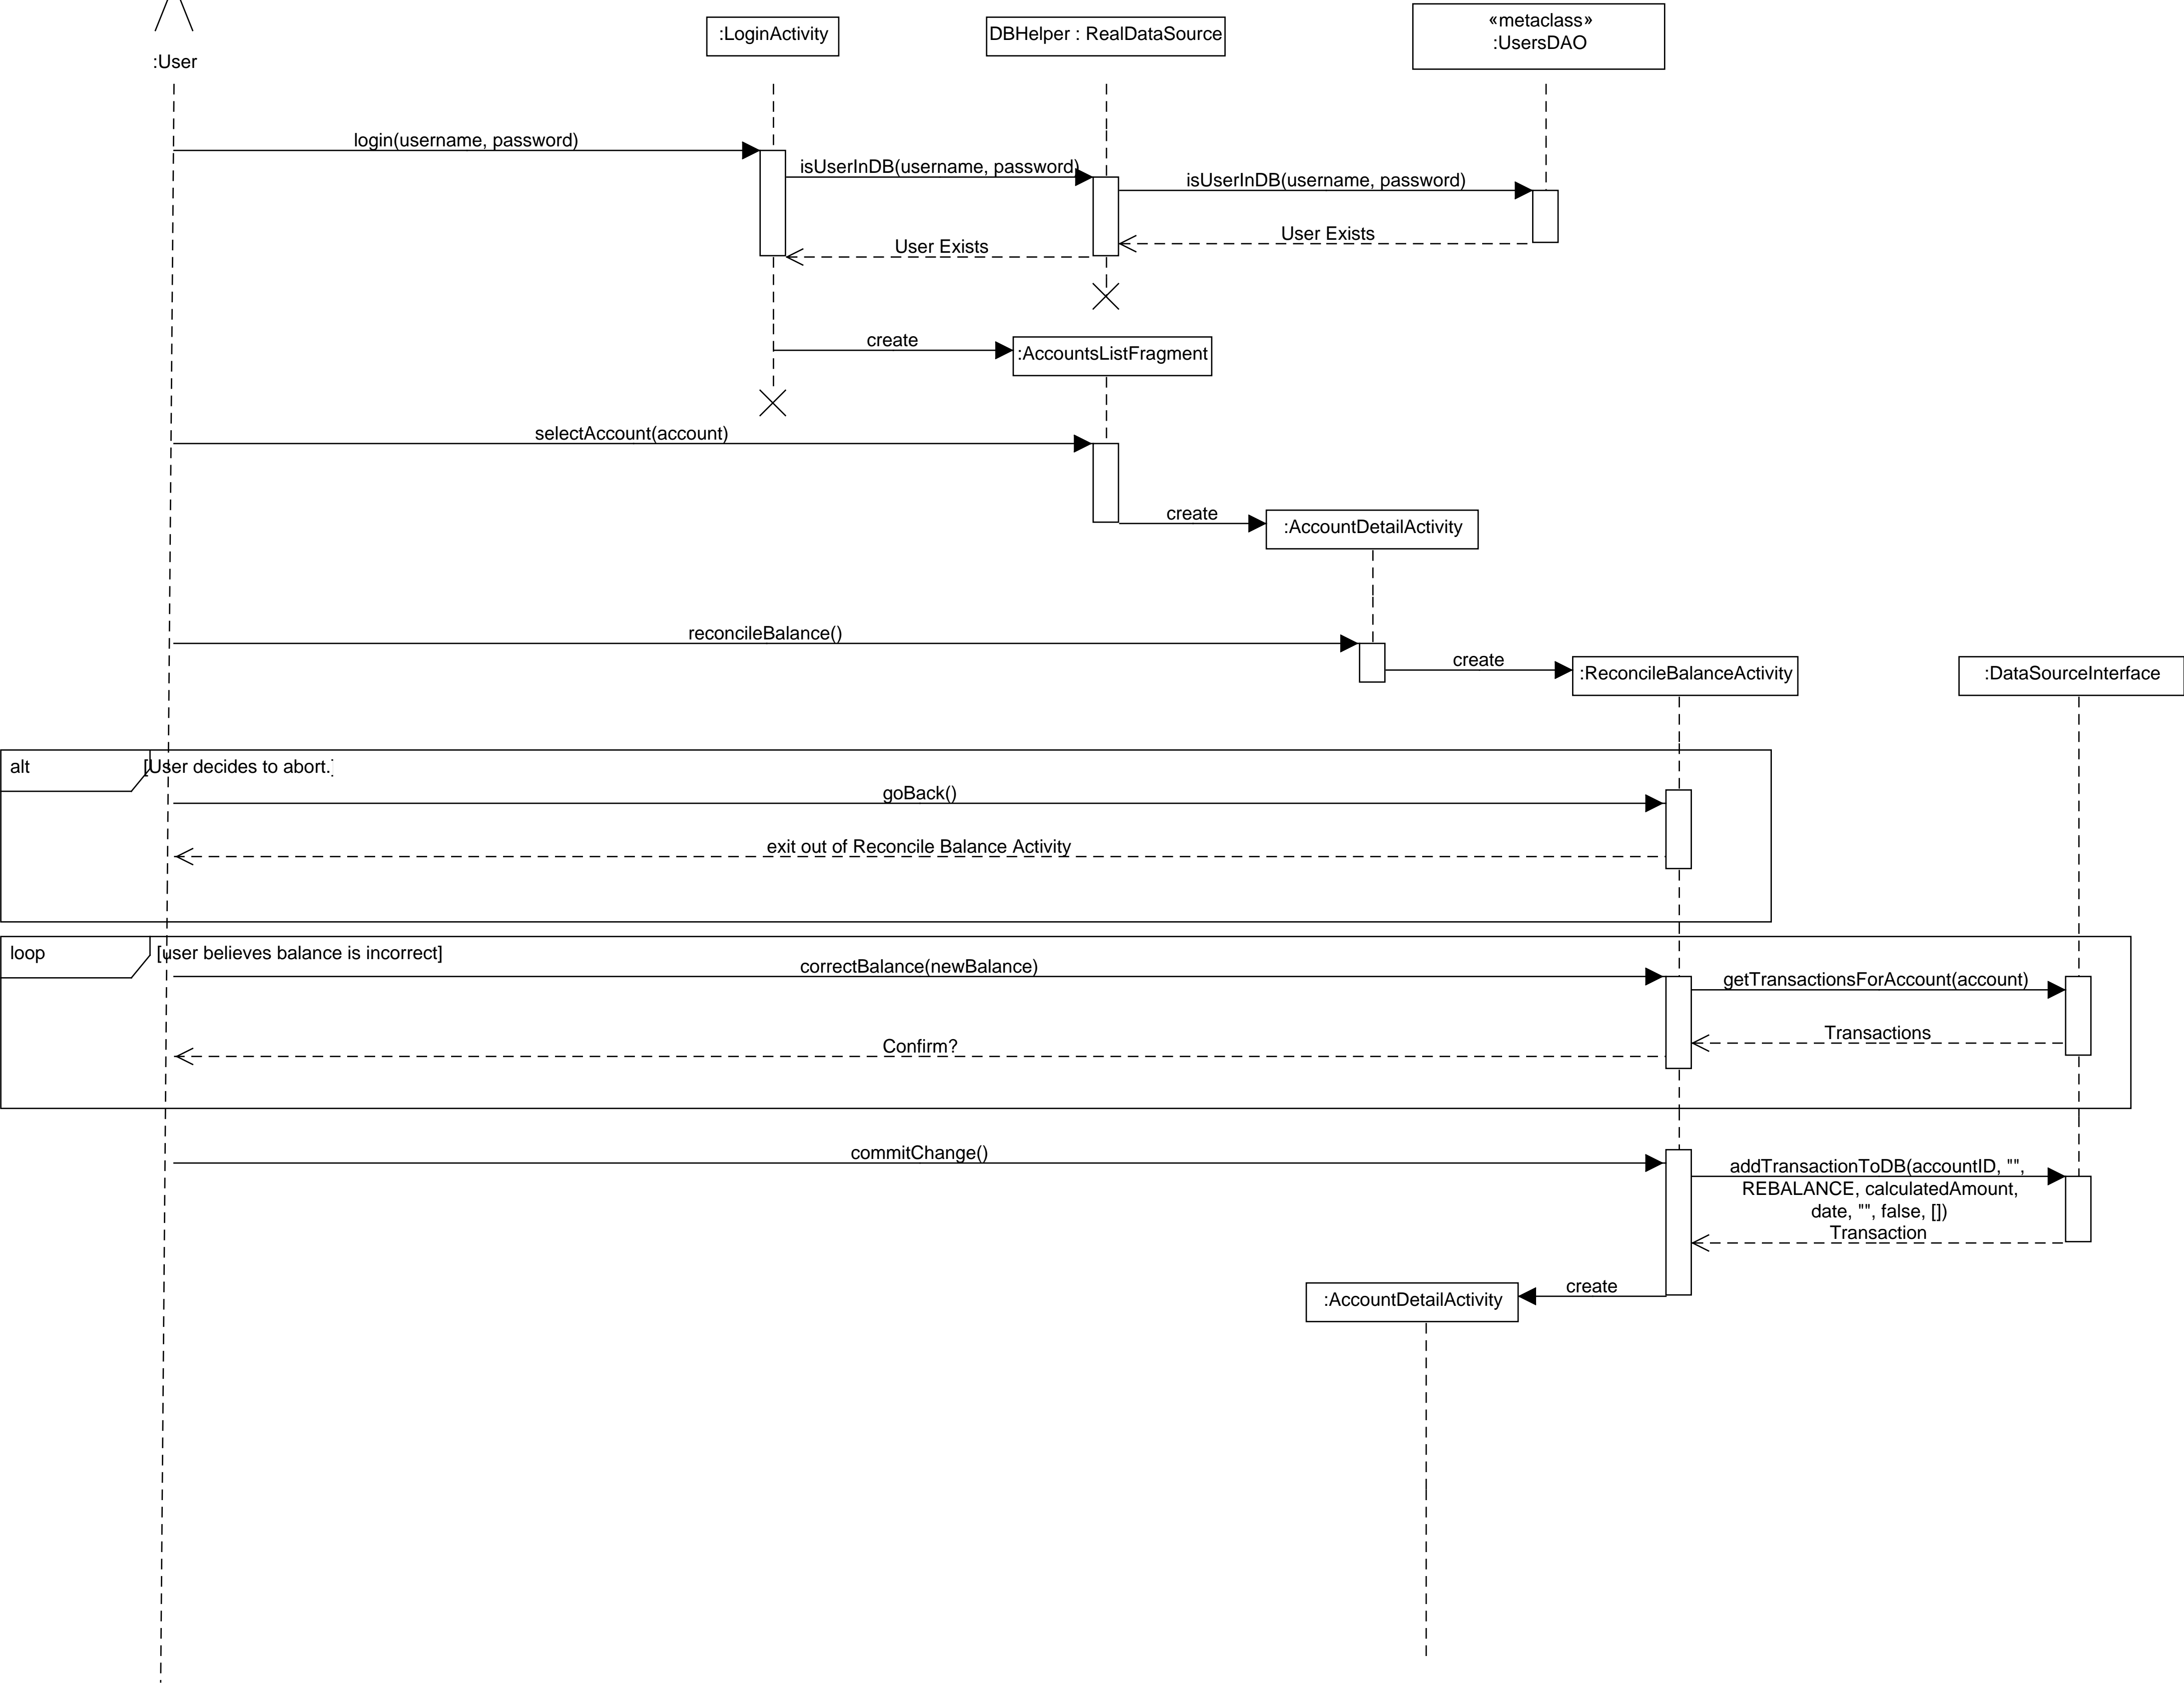 «metaclass»
:LoginActivity
DBHelper : RealDataSource
:UsersDAO
:User
login(username, password)
isUserInDB(username, password)
isUserInDB(username, password)
User Exists
User Exists
create
:AccountsListFragment
selectAccount(account)
create
:AccountDetailActivity
reconcileBalance()
create
:ReconcileBalanceActivity
:DataSourceInterface
alt
[User decides to abort.]
goBack()
exit out of Reconcile Balance Activity
loop
[user believes balance is incorrect]
correctBalance(newBalance)
getTransactionsForAccount(account)
Transactions
Confirm?
commitChange()
addTransactionToDB(accountID, "",
REBALANCE, calculatedAmount,
date, "", false, [])
Transaction
create
:AccountDetailActivity